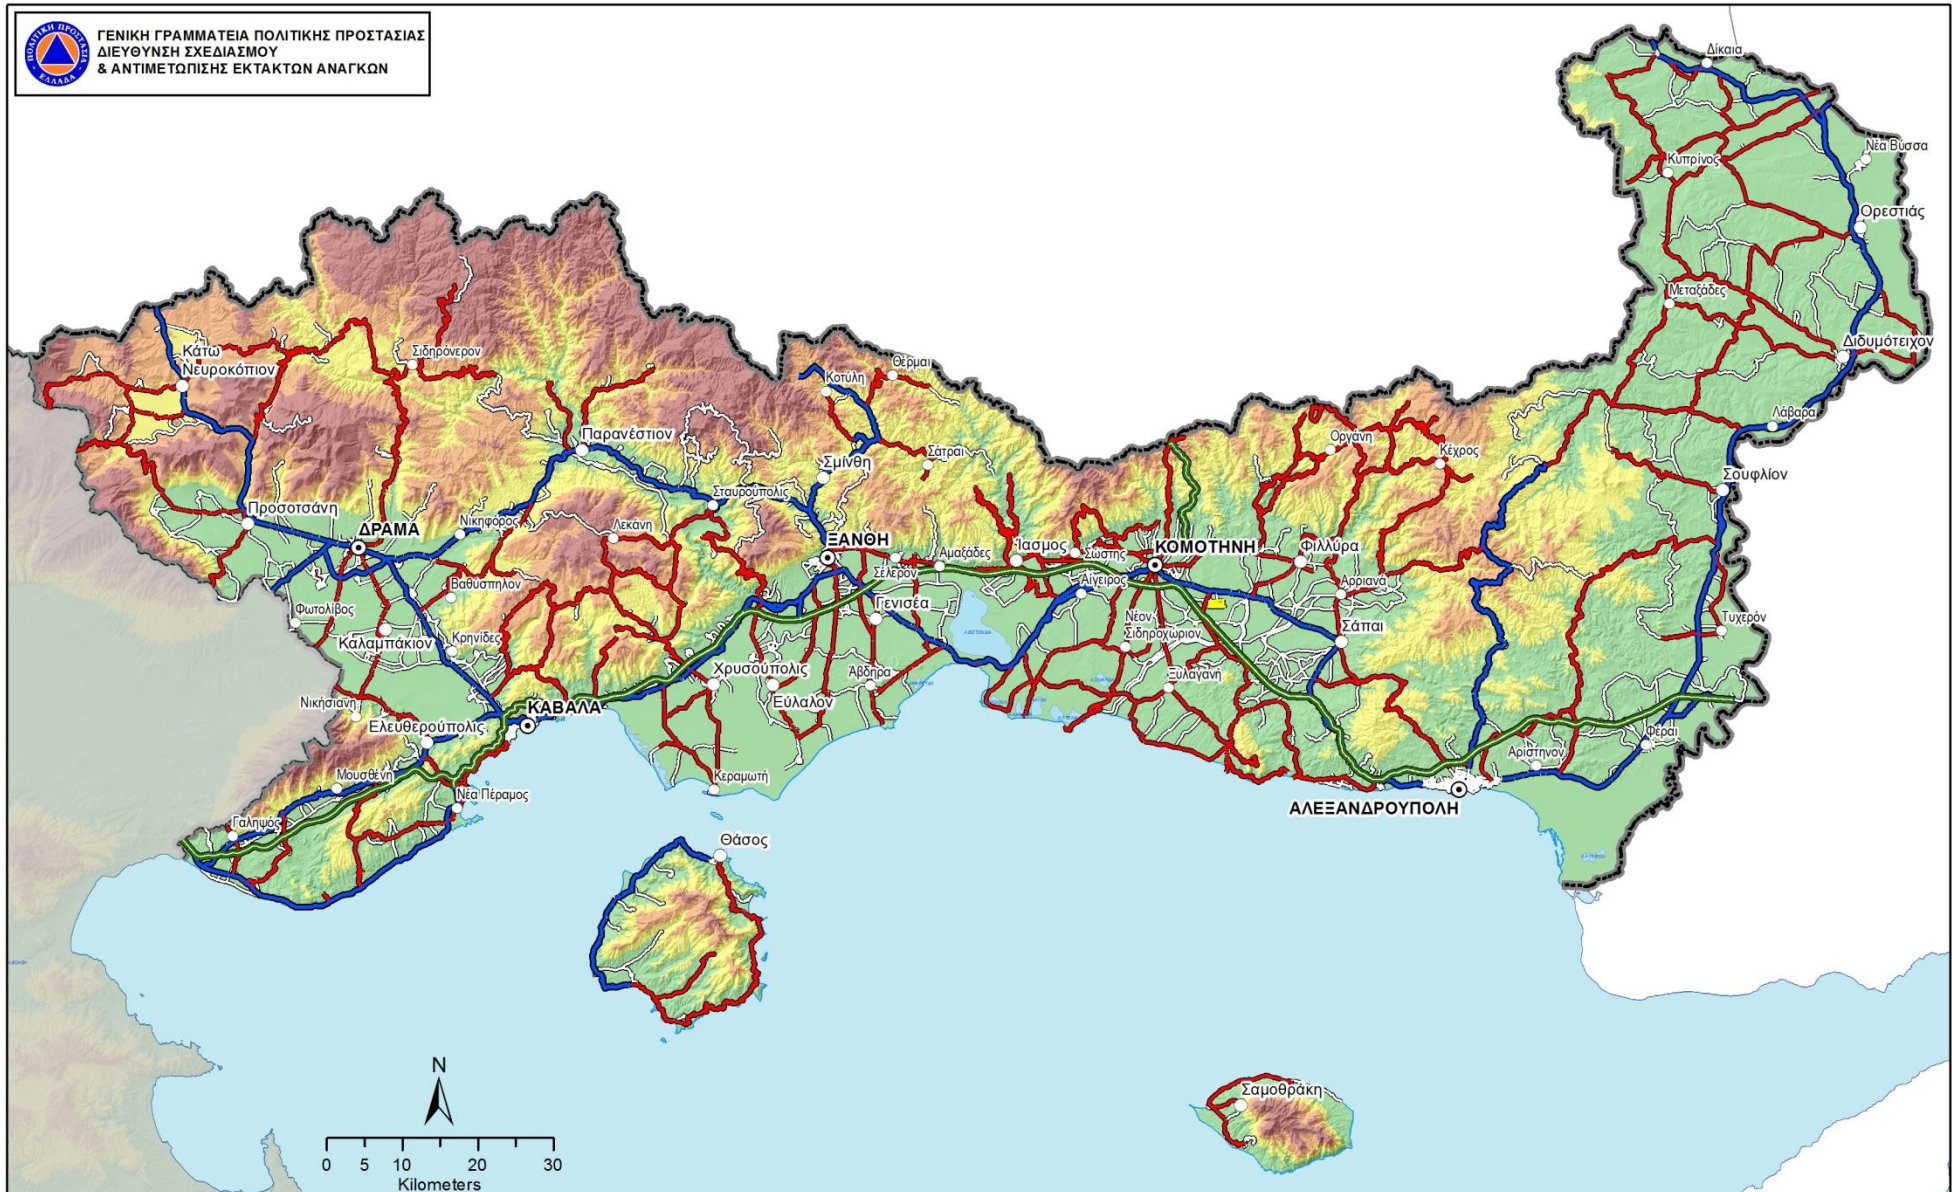 ΓΕΝΙΚΗ ΓΡΑΜΜΑΤΕΙΑ ΠΟΛΙΤΙΚΗΣ ΠΡΟΣΤΑΣΙΑΣ
ΔΙΕΥΘΥΝΣΗ ΣΧΕΔΙΑΣΜΟΥ
& ΑΝΤΙΜΕΤΩΠΙΣΗΣ ΕΚΤΑΚΤΩΝ ΑΝΑΓΚΩΝ
ΠΟΛΙΤΙΚΗ ΠΡΟΣΤΑΣΙΑ
ΕΛΛΑΔΑ
Δίκαια
Νέα Βύσσα
Κυπρίνος
Ορεστιάς
Μεταξάδες
Διδυμότειχον
Κάτω
Νευροκόπιον
Σιδηρόνερον
Θέρμαι
Κοτύλη
Λάβαρα
Παρανέστιον
Οργάνη
Κέχρος
Σάτραι
Σμίνθη
Σουφλίον
Σταυρούπολις
Προσοτσάνη
Νικηφόρος
ΔΡΑΜΑ
Λεκάνη
ΞΑΝΘΗ
Αμαξάδες
Ίασμος
Σώστης
ΚΟΜΟΤΗΝΗ
Φιλλύρα
Σέλερον
Αίγειρος
Αρριανά
Βαθύσπηλον
Φωτολίβος
Γενισέα
Νέον
Σιδηροχώριον
Σάπαι
Τυχερόν
Καλαμπάκιον
Κρηνίδες
Χρυσούπολις
Άβδηρα
Ξυλαγανή
Εύλαλον
Νικήσιανη
ΚΑΒΑΛΑ
Ελευθερούπολις
Φέραι
Αρίστηνον
Μουσθένη
Κεραμωτή
Νέα Πέραμος
ΑΛΕΞΑΝΔΡΟΥΠΟΛΗ
Γαληψός
Θάσος
Σαμοθράκη
N
0 5 10 20 30
Kilometers